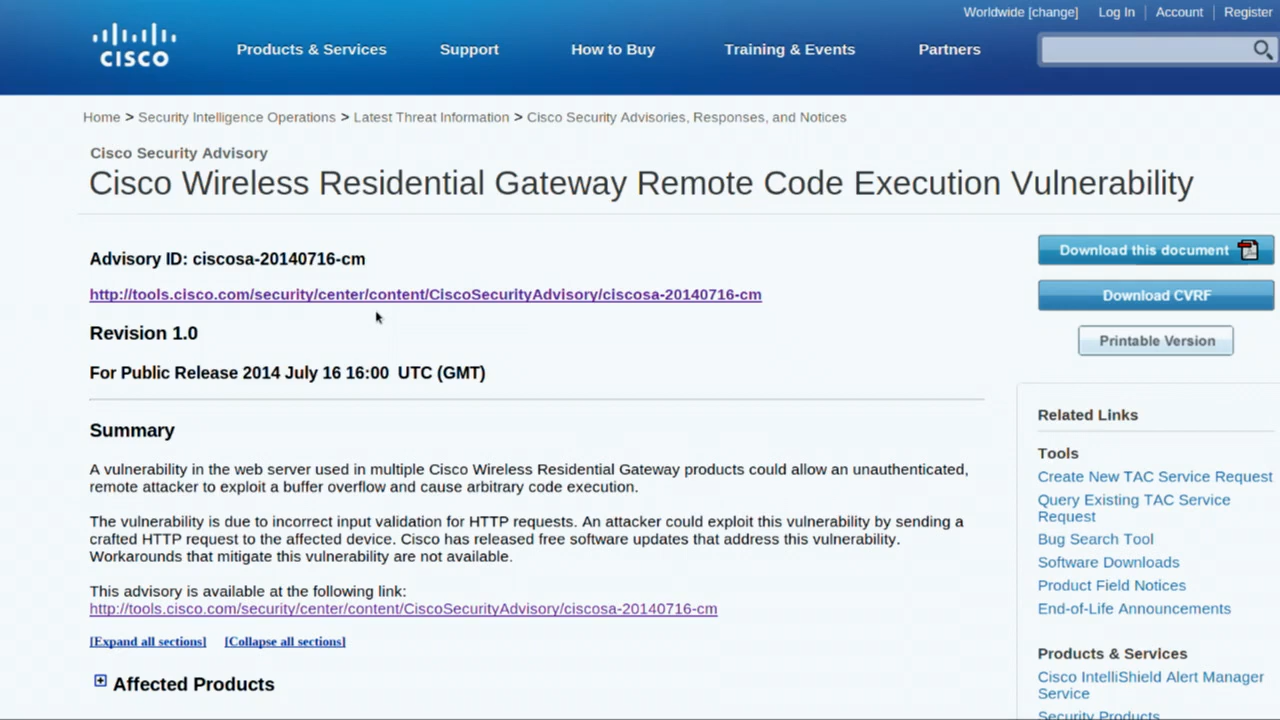 Worldwide [change] Log In Account Register
CISCO
Products & Services Support How to Buy Training & Events Partners
Home > Security Intelligence Operations > Latest Threat Information > Cisco Security Advisories, Responses, and Notices
Cisco Security Advisory
Cisco Wireless Residential Gateway Remote Code Execution Vulnerability
Advisory ID: ciscosa-20140716-cm
http://tools.cisco.com/security/center/content/CiscoSecurityAdvisory/ciscosa-20140716-cm
Revision 1.0
For Public Release 2014 July 16 16:00 UTC (GMT)
Summary
A vulnerability in the web server used in multiple Cisco Wireless Residential Gateway products could allow an unauthenticated,
remote attacker to exploit a buffer overflow and cause arbitrary code execution.
The vulnerability is due to incorrect input validation for HTTP requests. An attacker could exploit this vulnerability by sending a
crafted HTTP request to the affected device. Cisco has released free software updates that address this vulnerability.
Workarounds that mitigate this vulnerability are not available.
This advisory is available at the following link:
http://tools.cisco.com/security/center/content/CiscoSecurityAdvisory/ciscosa-20140716-cm
[Expand all sections] [Collapse all sections]
Affected Products
Download this document
Download CVRF
Printable Version
Related Links
Tools
Create New TAC Service Request
Query Existing TAC Service
Request
Bug Search Tool
Software Downloads
Product Field Notices
End-of-Life Announcements
Products & Services
Cisco IntelliShield Alert Manager
Service
Security Products